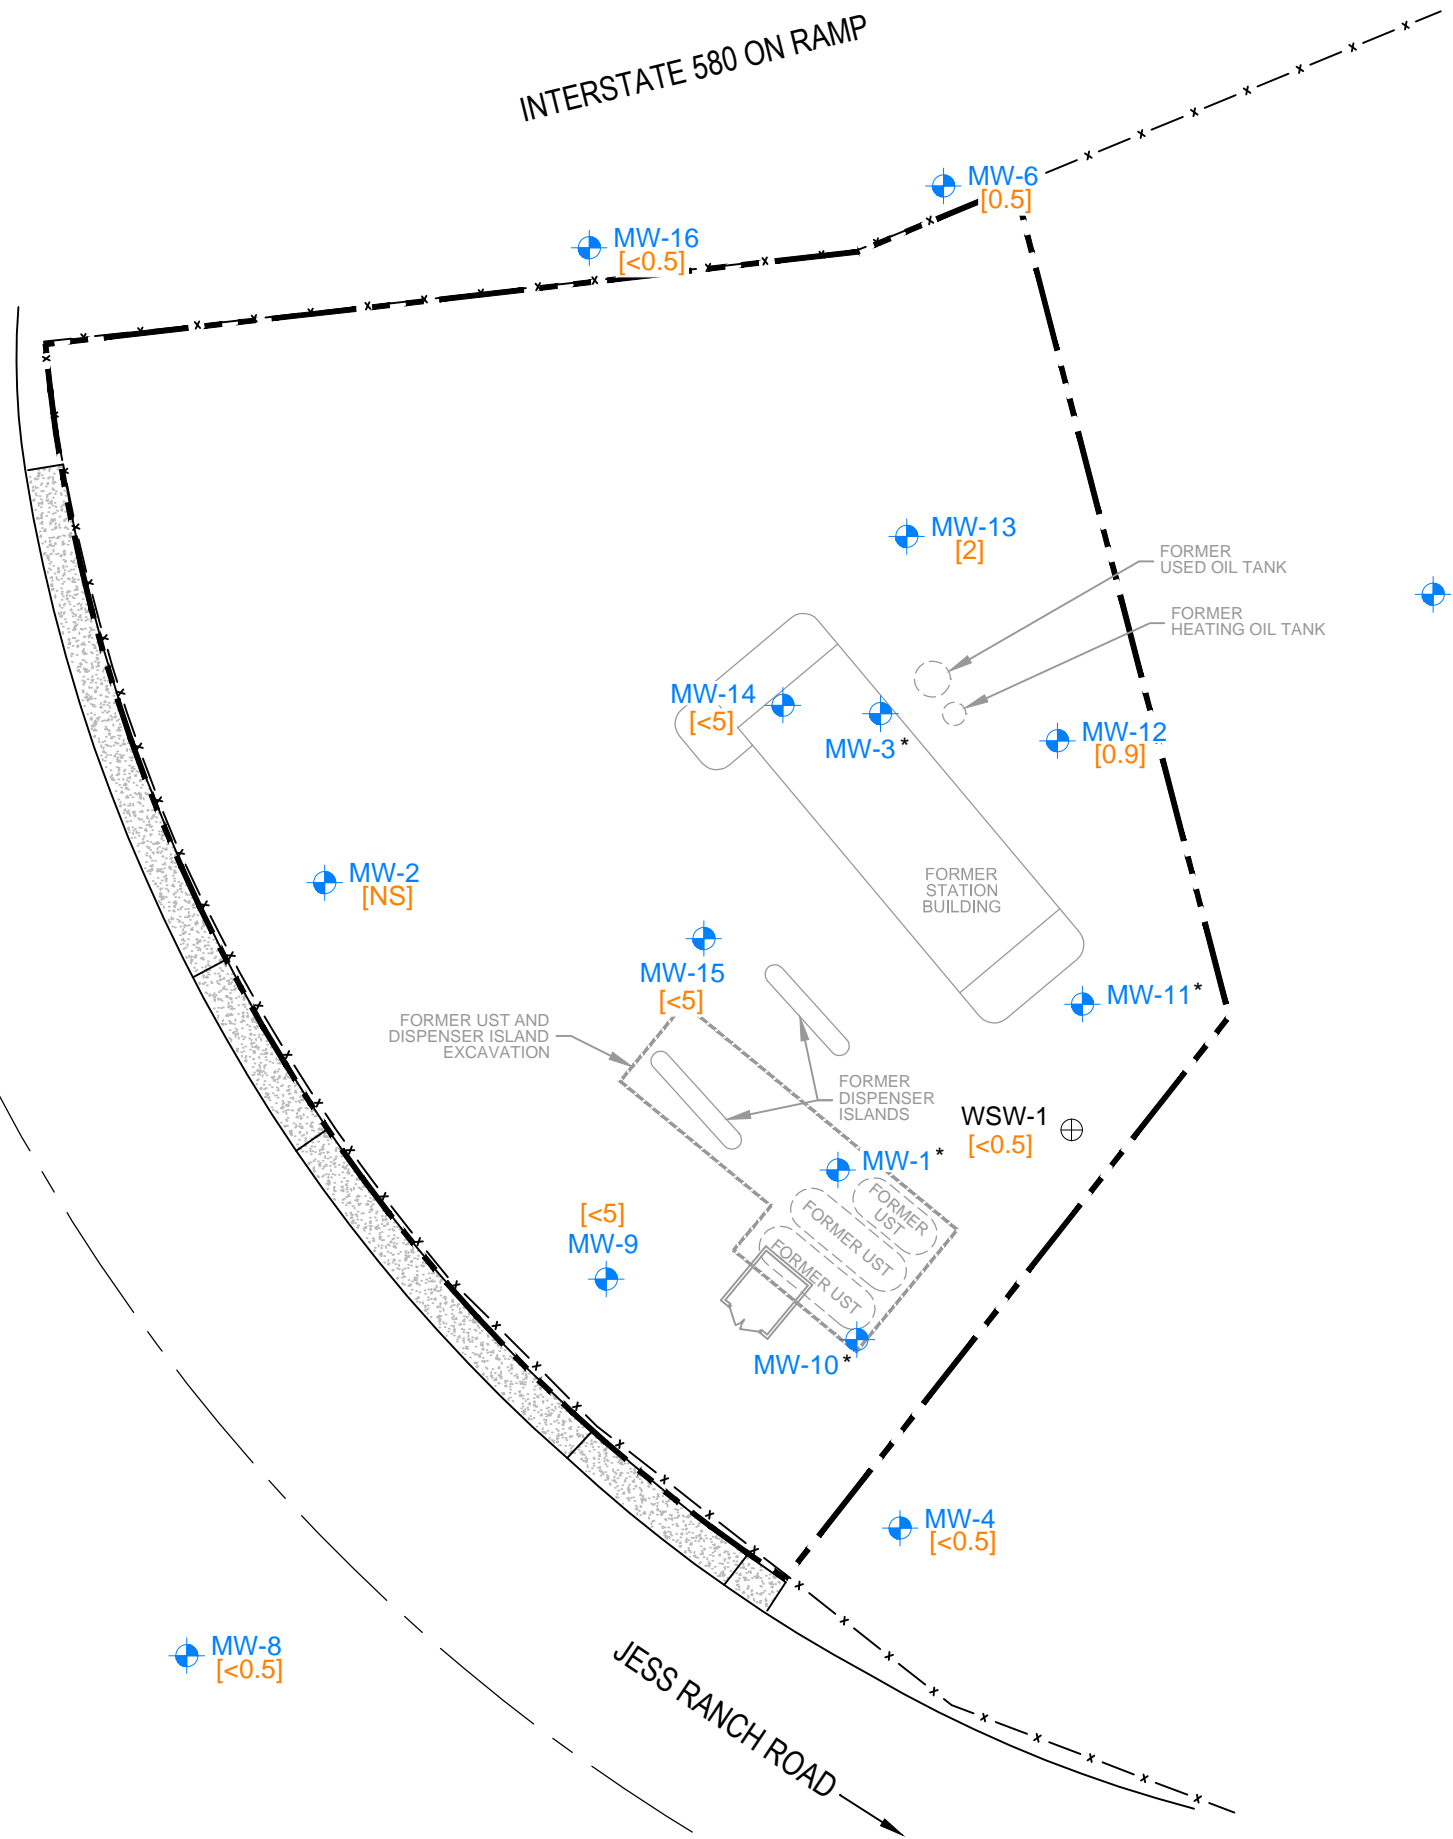 INTERSTATE 580 ON RAMP
MW-6
[0.5]
MW-16
[<0.5]
MW-13
[2]
FORMER
USED OIL TANK
FORMER
HEATING OIL TANK
MW-14
[<5]
MW-3*
MW-12
[0.9]
MW-2
[NS]
FORMER
STATION
BUILDING
MW-15
[<5]
MW-11*
FORMER UST AND
DISPENSER ISLAND
EXCAVATION
FORMER
DISPENSER
ISLANDS
WSW-1
[<0.5]
MW-1*
FORMER
UST
FORMER UST
FORMER UST
[<5]
MW-9
MW-10*
MW-4
[<0.5]
MW-8
[<0.5]
JESS RANCH ROAD